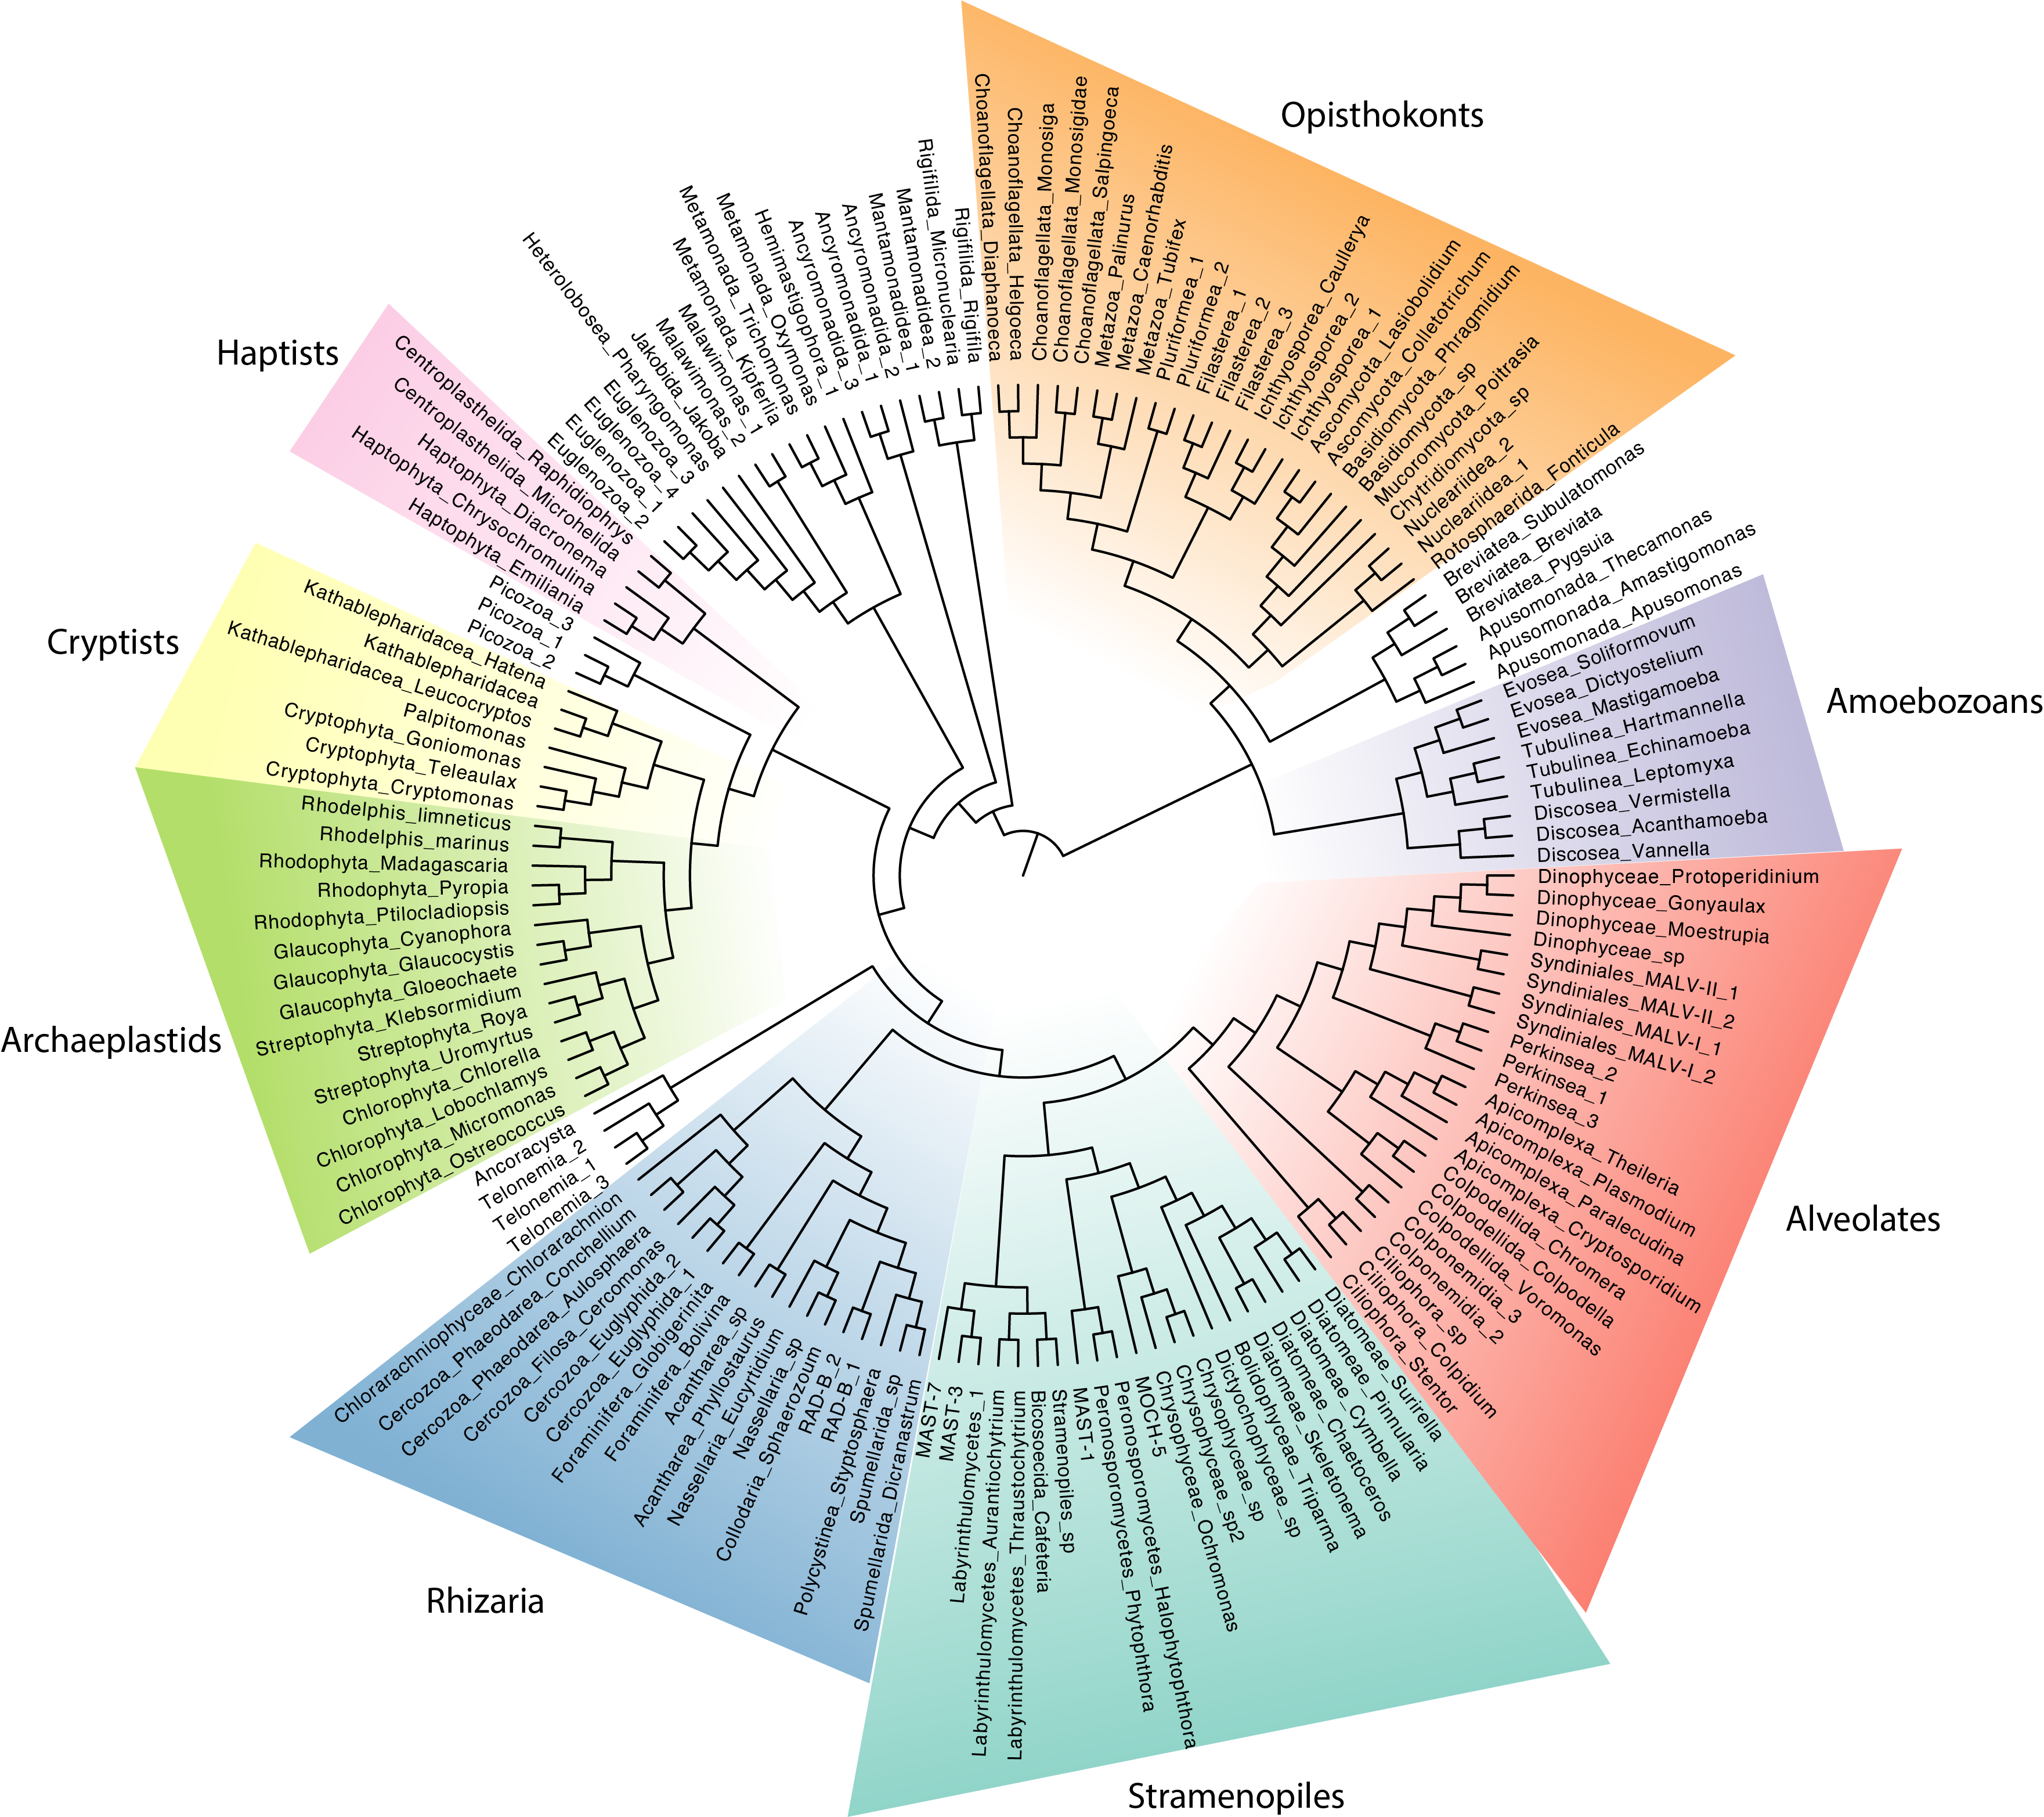 Opisthokonts
Choanoflagellata_Diaphanoeca
Choanoflagellata_Helgoeca
Choanoflagellata_Monosiga
Choanoflagellata_Monosigidae
Choanoflagellata_Salpingoeca
Metazoa_Palinurus
Metazoa_Caenorhabditis
Metazoa_Tubifex
Pluriformea_1
Pluriformea_2
Filasterea_1
Filasterea_2
Filasterea_3
Ichthyosporea_Caullerya
Ichthyosporea_2
Ichthyosporea_1
Ascomycota_Lasiobolidium
Ascomycota_Colletotrichum
Basidiomycota_Phragmidium
Basidiomycota_sp
Mucoromycota_Poitrasia
Chytridiomycota_sp
Nucleariidea_2
Nucleariidea_1
Rotosphaerida_Fonticula
Breviatea_Subulatomonas
Breviatea_Breviata
Breviatea_Pygsuia
Apusomonada_Thecamonas
Apusomonada_Amastigomonas
Apusomonada_Apusomonas
Amoebozoans
Evosea_Soliformovum
Evosea_Dictyostelium
Evosea_Mastigamoeba
Tubulinea_Hartmannella
Tubulinea_Echinamoeba
Tubulinea_Leptomyxa
Discosea_Vermistella
Discosea_Acanthamoeba
Discosea_Vannella
Alveolates
Dinophyceae_Protoperidinium
Dinophyceae_Gonyaulax
Dinophyceae_Moestrupia
Dinophyceae_sp
Syndiniales_MALV-II_1
Syndiniales_MALV-II_2
Syndiniales_MALV-I_1
Syndiniales_MALV-I_2
Perkinsea_2
Perkinsea_1
Perkinsea_3
Apicomplexa_Theileria
Apicomplexa_Plasmodium
Apicomplexa_Paralecudina
Apicomplexa_Cryptosporidium
Colpodellida_Chromera
Colpodellida_Colpodella
Colpodellida_Voromonas
Colponemidia_3
Colponemidia_2
Ciliophora_sp
Ciliophora_Colpidium
Ciliophora_Stentor
Stramenopiles
Diatomeae_Surirella
Diatomeae_Pinnularia
Diatomeae_Cymbella
Diatomeae_Chaetoceros
Diatomeae_Skeletonema
Bolidophyceae_Triparma
Dictyochophyceae_sp
Chrysophyceae_sp
Chrysophyceae_sp2
Chrysophyceae_Ochromonas
MOCH-5
Peronosporomycetes_Halophytophthora
Peronosporomycetes_Phytophthora
MAST-1
Stramenopiles_sp
Bicosoecida_Cafeteria
Labyrinthulomycetes_Thraustochytrium
Labyrinthulomycetes_Aurantiochytrium
Labyrinthulomycetes_1
MAST-3
MAST-7
Rhizaria
Spumellarida_Dicranastrum
Spumellarida_sp
Polycystinea_Styptosphaera
RAD-B_1
RAD-B_2
Collodaria_Sphaerozoum
Nassellaria_sp
Nassellaria_Eucyrtidium
Acantharea_Phyllostaurus
Acantharea_sp
Foraminifera_Bolivina
Foraminifera_Globigerinita
Cercozoa_Euglyphida_1
Cercozoa_Euglyphida_2
Cercozoa_Filosa_Cercomonas
Cercozoa_Phaeodarea_Aulosphaera
Cercozoa_Phaeodarea_Conchellium
Chlorarachniophyceae_Chlorarachnion
Telonemia_3
Telonemia_1
Telonemia_2
Ancoracysta
Archaeplastids
Chlorophyta_Ostreococcus
Chlorophyta_Micromonas
Chlorophyta_Lobochlamys
Chlorophyta_Chlorella
Streptophyta_Uromyrtus
Streptophyta_Roya
Streptophyta_Klebsormidium
Glaucophyta_Gloeochaete
Glaucophyta_Glaucocystis
Glaucophyta_Cyanophora
Rhodophyta_Ptilocladiopsis
Rhodophyta_Pyropia
Rhodophyta_Madagascaria
Rhodelphis_marinus
Rhodelphis_limneticus
Cryptists
Cryptophyta_Cryptomonas
Cryptophyta_Teleaulax
Cryptophyta_Goniomonas
Palpitomonas
Kathablepharidacea_Leucocryptos
Kathablepharidacea
Kathablepharidacea_Hatena
Picozoa_2
Picozoa_1
Picozoa_3
Haptists
Haptophyta_Emiliania
Haptophyta_Chrysochromulina
Haptophyta_Diacronema
Centroplasthelida_Microhelida
Centroplasthelida_Raphidiophrys
Euglenozoa_2
Euglenozoa_1
Euglenozoa_4
Euglenozoa_3
Heterolobosea_Pharyngomonas
Jakobida_Jakoba
Malawimonas_2
Malawimonas_1
Metamonada_Kipferlia
Metamonada_Trichomonas
Metamonada_Oxymonas
Hemimastigophora_1
Ancyromonadida_3
Ancyromonadida_1
Ancyromonadida_2
Mantamonadidea_1
Mantamonadidea_2
Rigifilida_Micronuclearia
Rigifilida_Rigifila